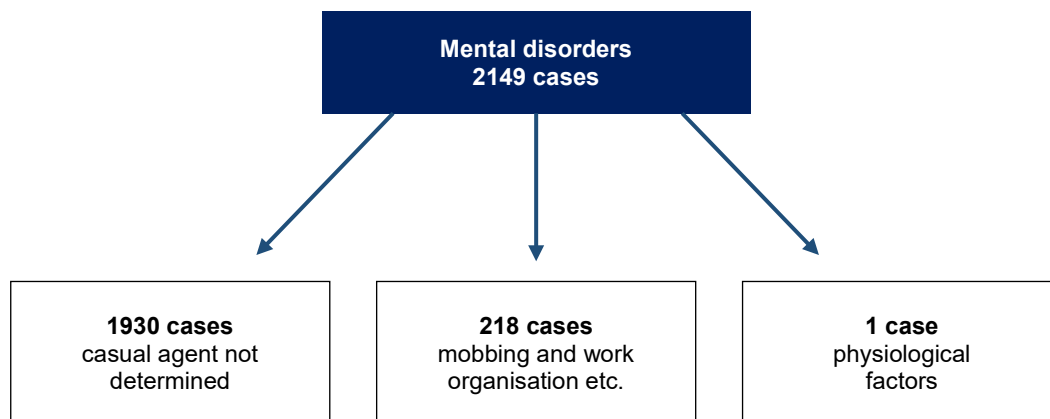 Mental disorders
2149 cases
1930 cases
casual agent not
determined
218 cases
mobbing and work
organisation etc.
1 case
physiological
factors